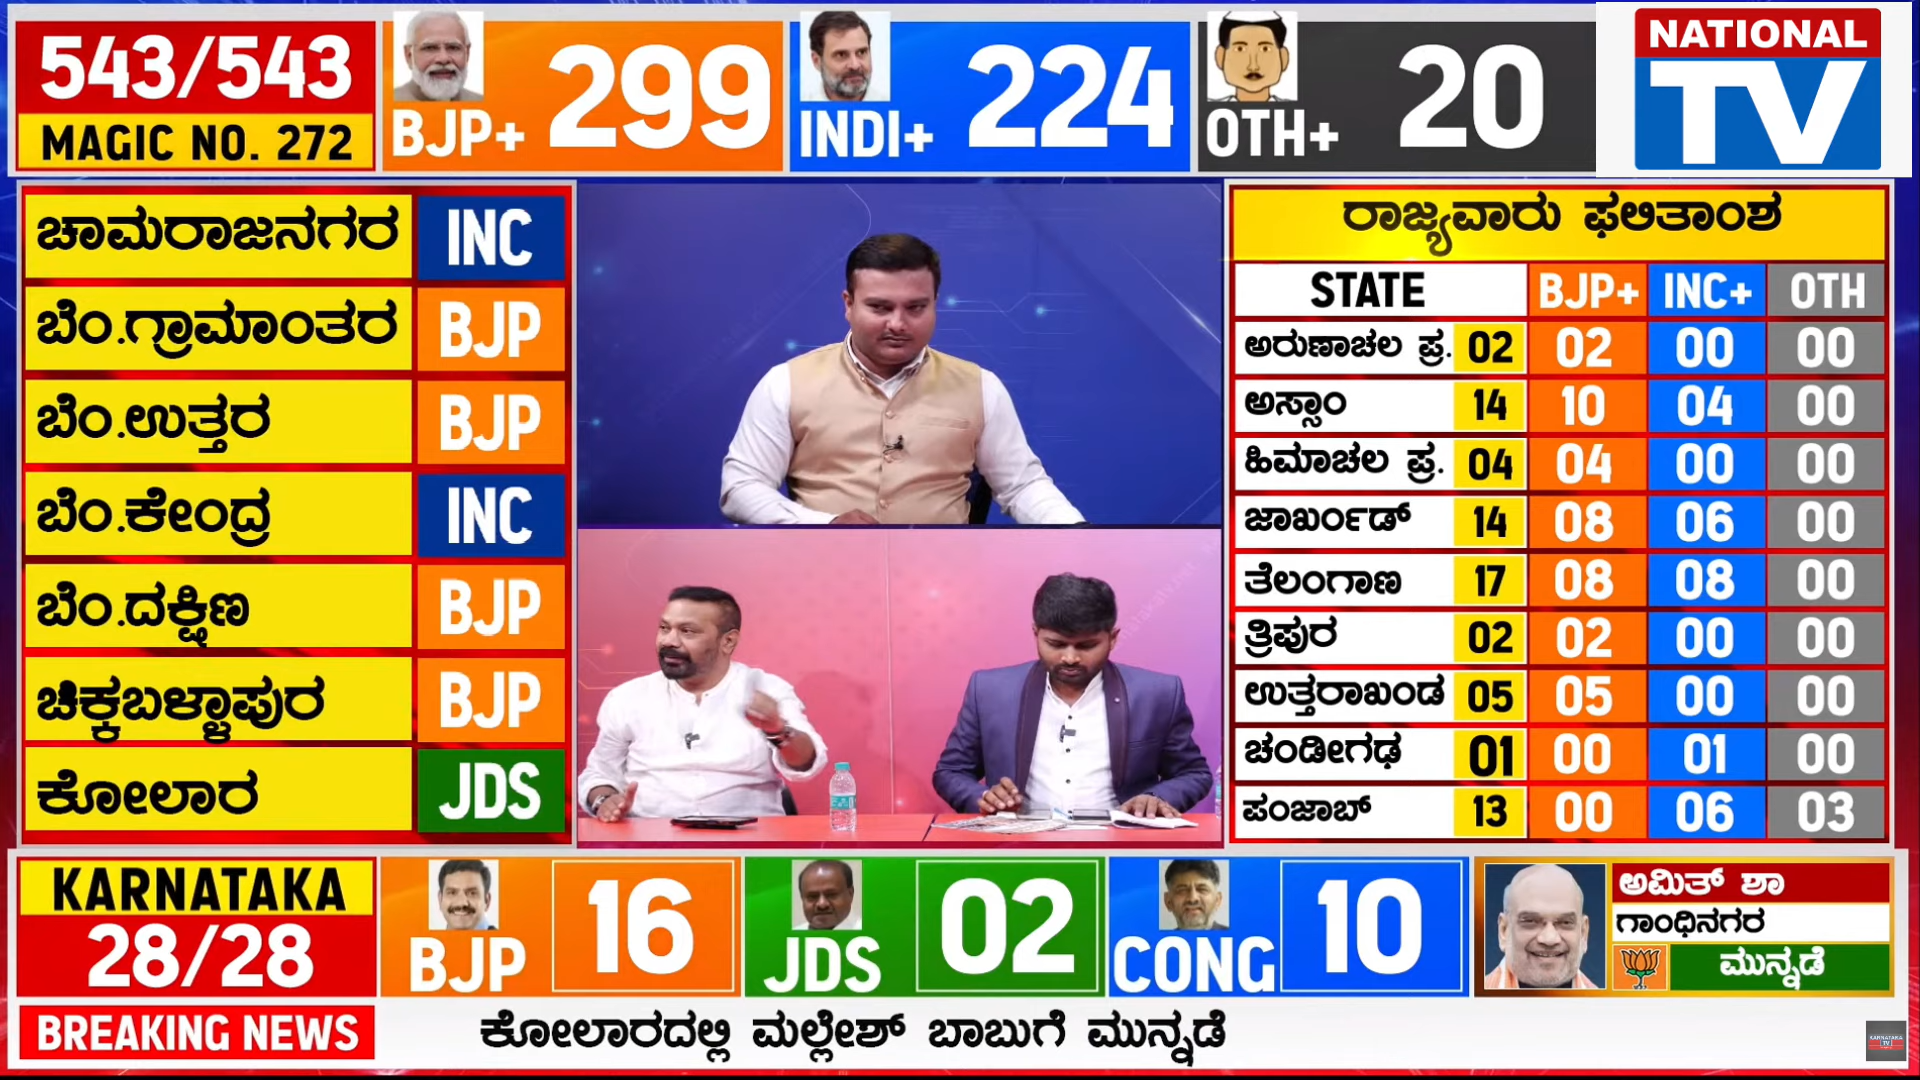 543/543
MAGIC NO. 272
BJP+ 299
INDI+ 224
OTH+ 20
NATIONAL
TV
ಚಾಮರಾಜನಗರ INC
ಬೆಂ.ಗ್ರಾಮಾಂತರ BJP
ಬೆಂ.ಉತ್ತರ BJP
ಬೆಂ.ಕೇಂದ್ರ INC
ಬೆಂ.ದಕ್ಷಿಣ BJP
ಚಿಕ್ಕಬಳ್ಳಾಪುರ BJP
ಕೋಲಾರ JDS
ರಾಜ್ಯವಾರು ಫಲಿತಾಂಶ
STATE BJP+ INC+ OTH
ಅರುಣಾಚಲ ಪ್ರ. 02 02 00 00
ಅಸ್ಸಾಂ 14 10 04 00
ಹಿಮಾಚಲ ಪ್ರ. 04 04 00 00
ಜಾರ್ಖಂಡ್ 14 08 06 00
ತೆಲಂಗಾಣ 17 08 08 00
ತ್ರಿಪುರ 02 02 00 00
ಉತ್ತರಾಖಂಡ 05 05 00 00
ಚಂಡೀಗಢ 01 00 01 00
ಪಂಜಾಬ್ 13 00 06 03
KARNATAKA
28/28
BJP 16
JDS 02
CONG 10
ಅಮಿತ್ ಶಾ
ಗಾಂಧಿನಗರ
ಮುನ್ನಡೆ
BREAKING NEWS
ಕೋಲಾರದಲ್ಲಿ ಮಲ್ಲೇಶ್ ಬಾಬುಗೆ ಮುನ್ನಡೆ
KARNATAKA
TV